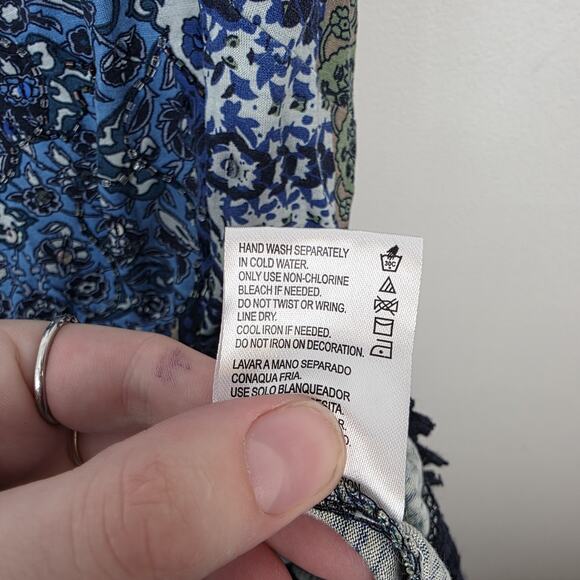 HAND WASH SEPARATELY
IN COLD WATER.
ONLY USE NON-CHLORINE
BLEACH IF NEEDED.
DO NOT TWIST OR WRING.
LINE DRY.
COOL IRON IF NEEDED.
DO NOT IRON ON DECORATION.
30C
LAVAR A MANO SEPARADO
CONAQUA FRIA.
USE SOLO BLANQUEADOR